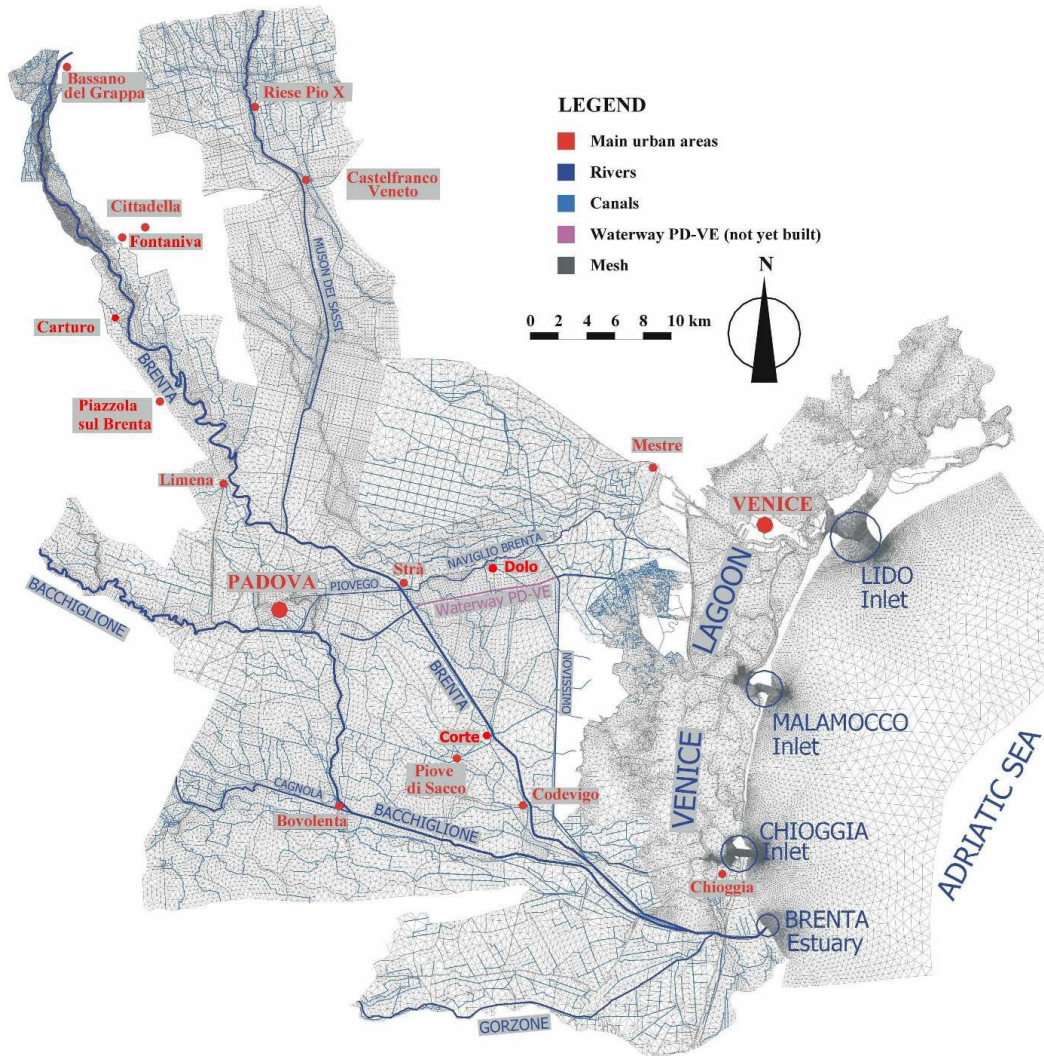 Bassano
del Grappa
Riese Pio X
LEGEND
Main urban areas
Rivers
Canals
Waterway PD-VE (not yet built)
Mesh
Castelfranco
Veneto
Cittadella
Fontaniva
MUSON DEI SASSI
N
0 2 4 6 8 10 km
Carturo
BRENTA
Piazzola
sul Brenta
Limena
Mestre
VENICE
LIDO
Inlet
NAVIGLIO BRENTA
Strà
Dolo
PADOVA
PIOVEGO
Waterway PD-VE
BACCHIGLIONE
LAGOON
BRENTA
NOVISSIMO
MALAMOCCO
Inlet
Corte
Piove
di Sacco
VENICE
CAGNOLA
Bovolenta
BACCHIGLIONE
Codevigo
CHIOGGIA
Inlet
Chioggia
ADRIATIC SEA
BRENTA
Estuary
GORZONE